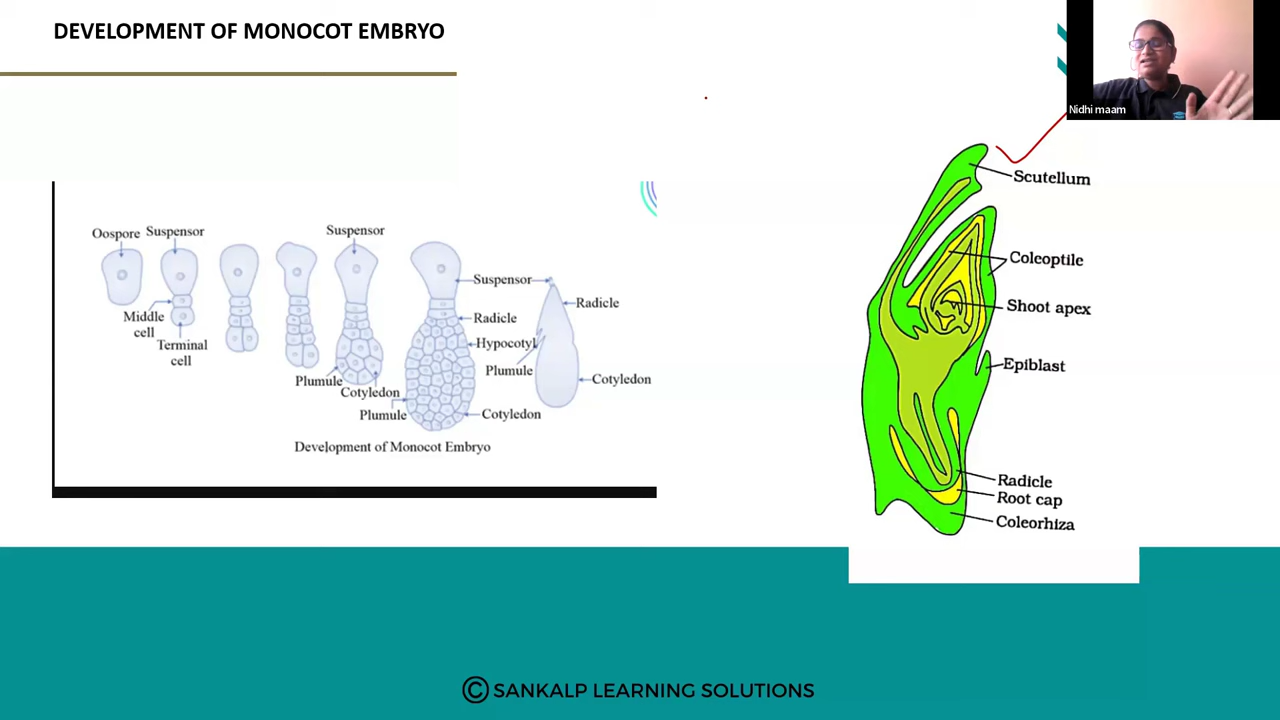 DEVELOPMENT OF MONOCOT EMBRYO
Nidhi maam
Oospore
Suspensor
Middle
cell
Terminal
cell
Suspensor
Plumule
Cotyledon
Plumule
Suspensor
Radicle
Hypocotyl
Cotyledon
Radicle
Plumule
Cotyledon
Development of Monocot Embryo
Scutellum
Coleoptile
Shoot apex
Epiblast
Radicle
Root cap
Coleorhiza
© SANKALP LEARNING SOLUTIONS